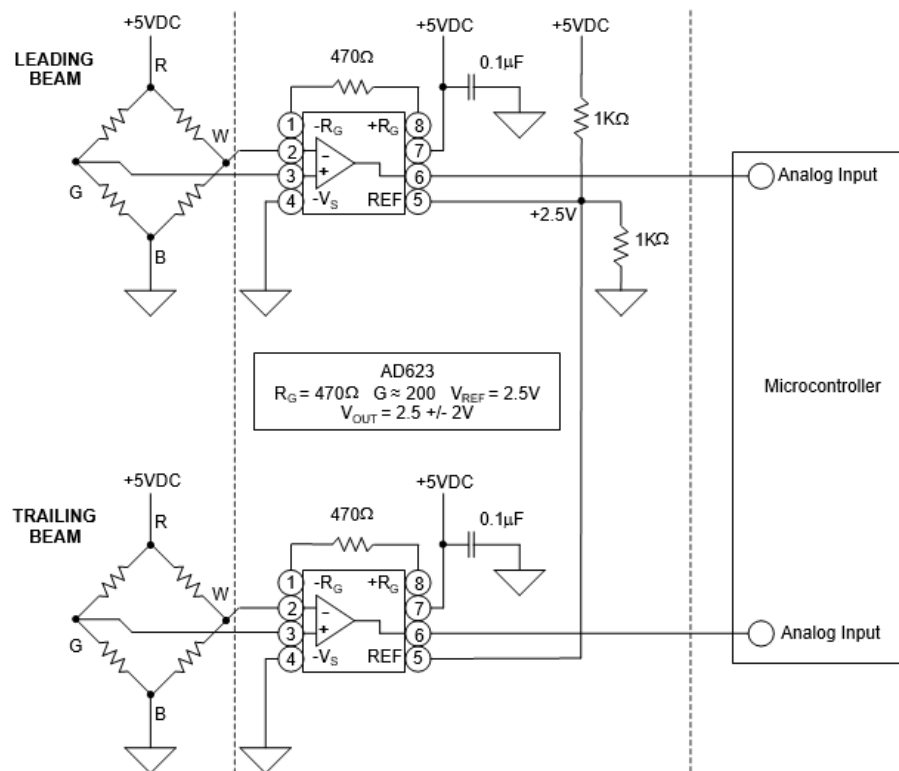 +5VDC
+5VDC
+5VDC
LEADING
BEAM
R
470Ω
0.1µF
1
-RG
+RG
8
1KΩ
W
2
−
7
G
3
+
6
Analog Input
4
-VS
REF
5
+2.5V
1KΩ
B
AD623
RG = 470Ω G ≈ 200 VREF = 2.5V
VOUT = 2.5 +/- 2V
Microcontroller
+5VDC
+5VDC
TRAILING
BEAM
R
470Ω
0.1µF
1
-RG
+RG
8
W
2
−
7
G
3
+
6
Analog Input
4
-VS
REF
5
B